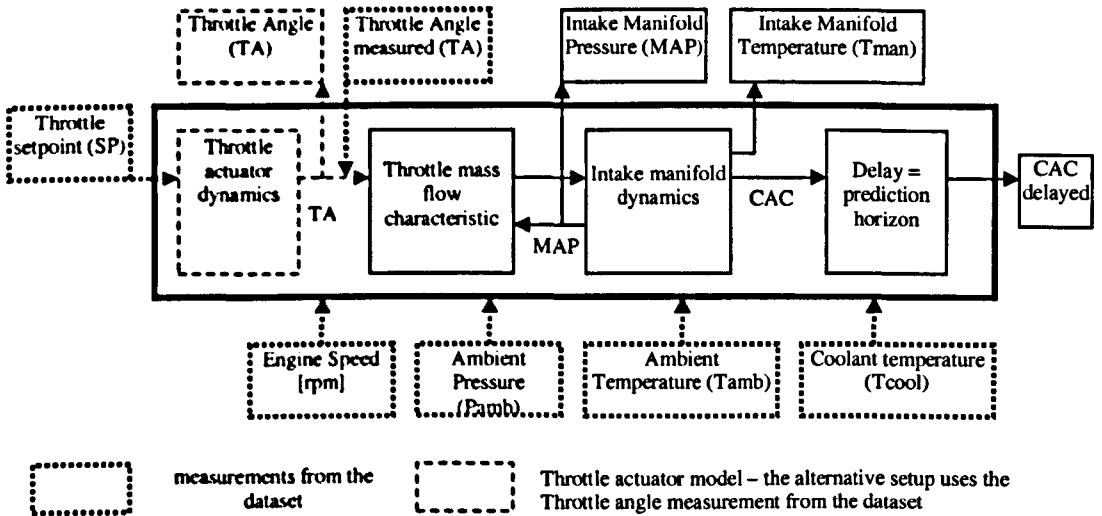 Throttle Angle
(TA)
Throttle Angle
measured (TA)
Intake Manifold
Pressure (MAP)
Intake Manifold
Temperature (Tman)
Throttle
setpoint (SP)
Throttle
actuator
dynamics
TA
Throttle mass
flow
characteristic
MAP
Intake manifold
dynamics
CAC
Delay =
prediction
horizon
CAC
delayed
Engine Speed
[rpm]
Ambient
Pressure
(Pamb)
Ambient
Temperature (Tamb)
Coolant temperature
(Tcool)
measurements from the
dataset
Throttle actuator model – the alternative setup uses the
Throttle angle measurement from the dataset